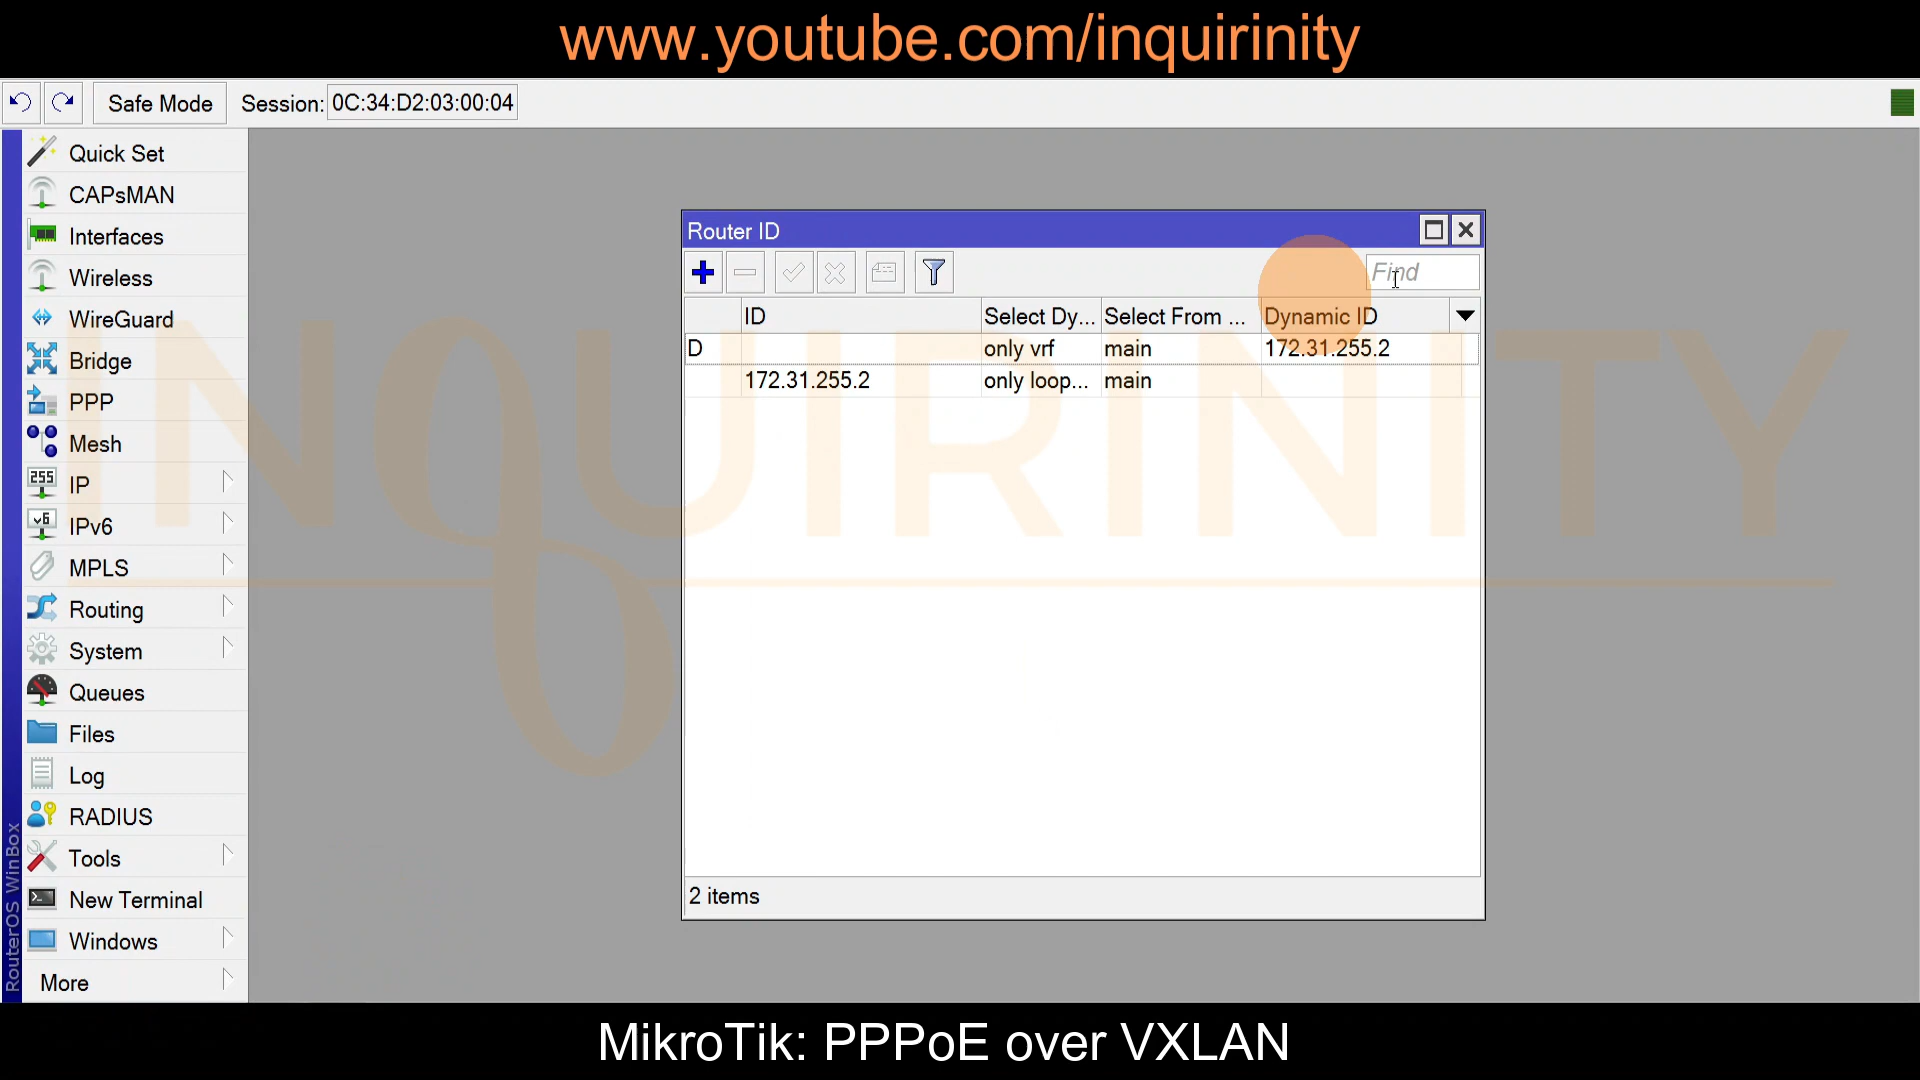 www.youtube.com/inquirinity
Safe Mode Session: 0C:34:D2:03:00:04
Quick Set
CAPsMAN
Interfaces
Wireless
WireGuard
Bridge
PPP
Mesh
255 IP
v6 IPv6
MPLS
Routing
System
Queues
Files
Log
RADIUS
Tools
New Terminal
Windows
More
RouterOS WinBox
Router ID
Find
ID Select Dy... Select From ... Dynamic ID
D only vrf main 172.31.255.2
172.31.255.2 only loop... main
2 items
INQUIRINITY
MikroTik: PPPoE over VXLAN